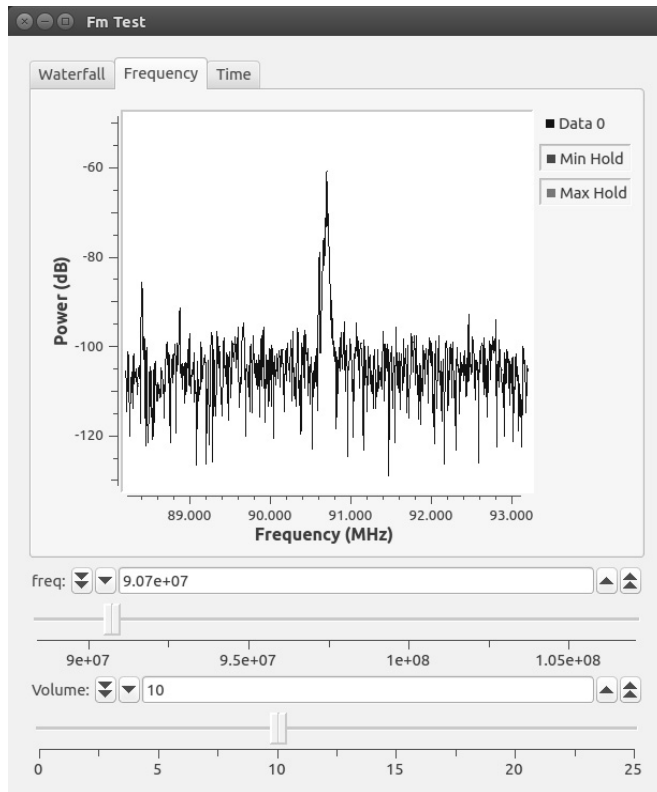 Fm Test
Waterfall Frequency Time
Data 0
Min Hold
Max Hold
-60
-80
-100
-120
Power (dB)
89.000 90.000 91.000 92.000 93.000
Frequency (MHz)
freq: 9.07e+07
9e+07 9.5e+07 1e+08 1.05e+08
Volume: 10
0 5 10 15 20 25